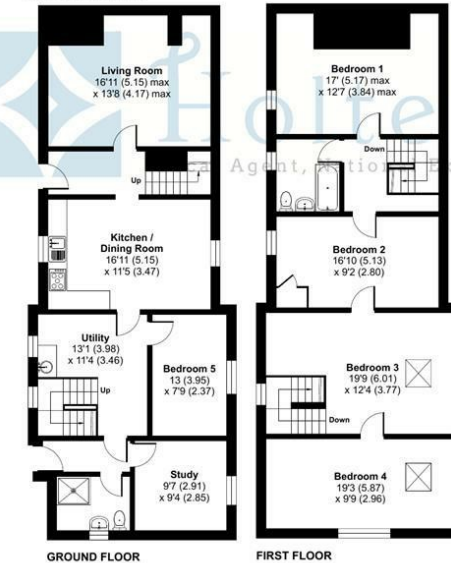 Living Room
16'11 (5.15) max
x 13'8 (4.17) max
Up
Kitchen /
Dining Room
16'11 (5.15)
x 11'5 (3.47)
Utility
13'1 (3.98)
x 11'4 (3.46)
Up
Bedroom 5
13 (3.95)
x 7'9 (2.37)
Study
9'7 (2.91)
x 9'4 (2.85)
GROUND FLOOR
Bedroom 1
17' (5.17) max
x 12'7 (3.84) max
Holte
Agent, Nation
Down
Bedroom 2
16'10 (5.13)
x 9'2 (2.80)
Bedroom 3
19'9 (6.01)
x 12'4 (3.77)
Down
Bedroom 4
19'3 (5.87)
x 9'9 (2.96)
FIRST FLOOR